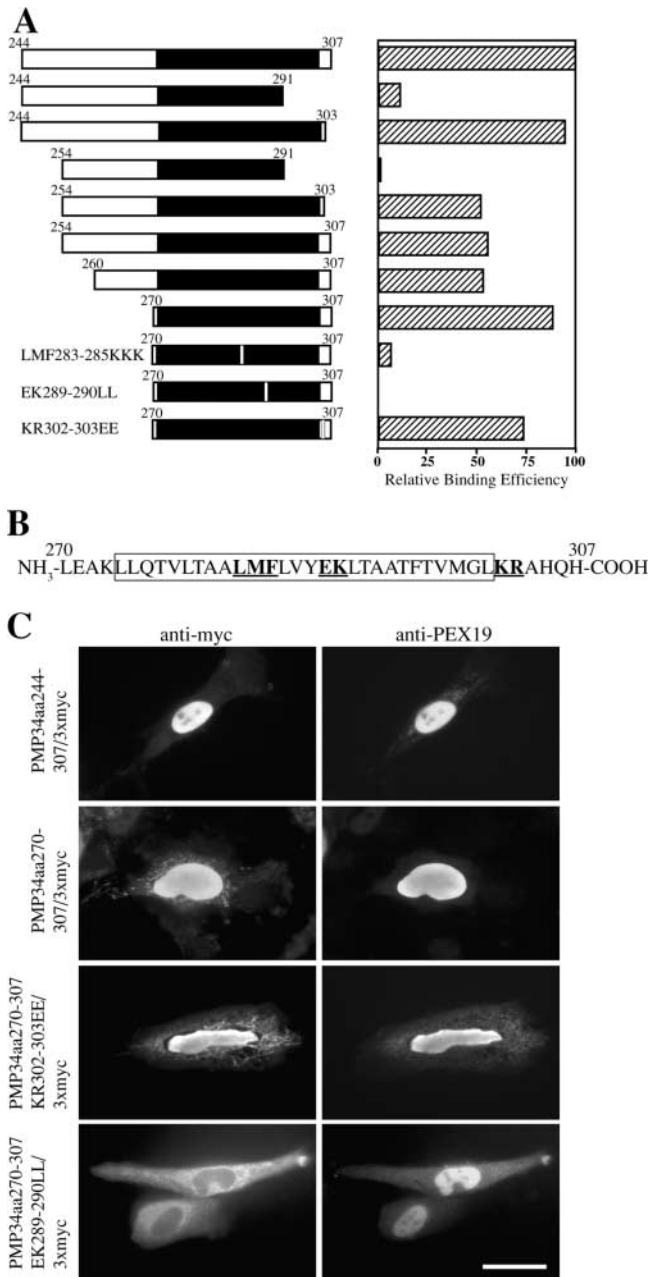 A
244 307
244 291
244 303
254 291
254 303
254 307
260 307
270 307
LMF283-285KKK 270 307
EK289-290LL 270 307
KR302-303EE 270 307
0 25 50 75 100
Relative Binding Efficiency
B
270 307
NH3-LEAKLLQTVLTAALMFLVYEKLTAATFTVMGLKRAHQH-COOH
C
anti-myc anti-PEX19
PMP34aa244-
307/3xmyc
PMP34aa270-
307/3xmyc
PMP34aa270-307
KR302-303EE/
3xmyc
PMP34aa270-307
EK289-290LL/
3xmyc